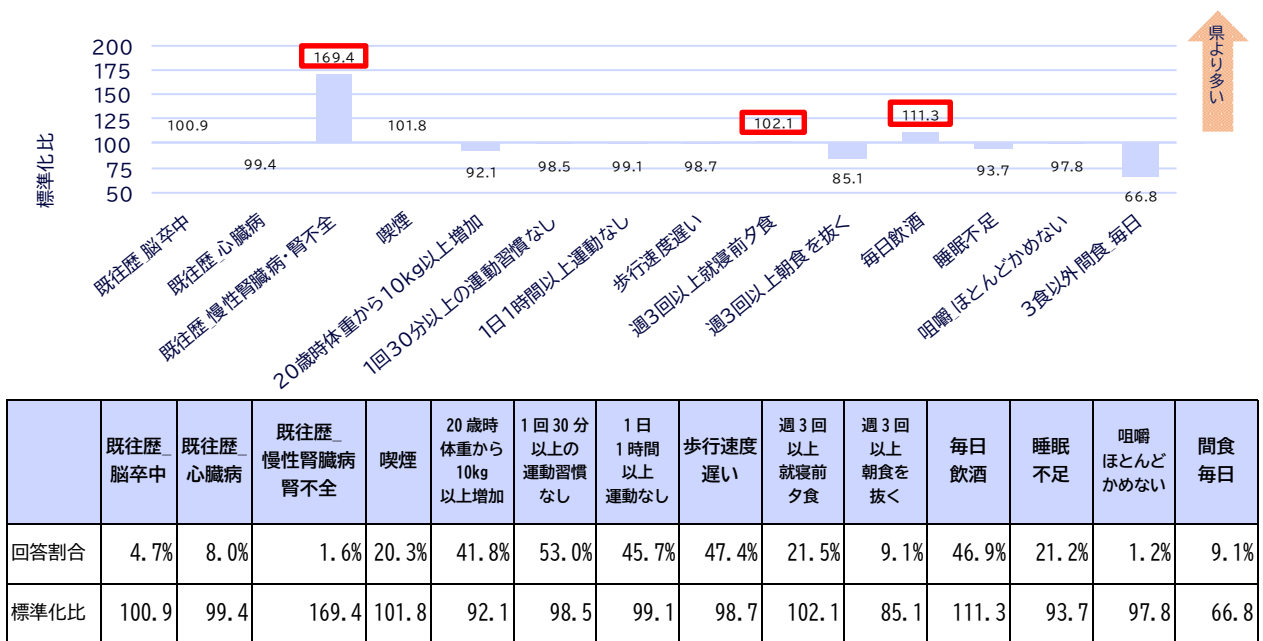 県より多い
標準化比
200
175
150
125
100
75
50
100.9
99.4
169.4
101.8
92.1
98.5
99.1
98.7
102.1
85.1
111.3
93.7
97.8
66.8
既往歴_脳卒中
既往歴_心臓病
既往歴_慢性腎臓病・腎不全
喫煙
20歳時体重から10kg以上増加
1回30分以上の運動習慣なし
1日1時間以上運動なし
歩行速度遅い
週3回以上就寝前夕食
週3回以上朝食を抜く
毎日飲酒
睡眠不足
咀嚼_ほとんどかめない
3食以外間食_毎日
既往歴_
脳卒中
既往歴_
心臓病
既往歴_
慢性腎臓病
腎不全
喫煙
20歳時
体重から
10kg
以上増加
1回30分
以上の
運動習慣
なし
1日
1時間
以上
運動なし
歩行速度
遅い
週3回
以上
就寝前
夕食
週3回
以上
朝食を
抜く
毎日
飲酒
睡眠
不足
咀嚼
ほとんど
かめない
間食
毎日
回答割合 4.7% 8.0% 1.6% 20.3% 41.8% 53.0% 45.7% 47.4% 21.5% 9.1% 46.9% 21.2% 1.2% 9.1%
標準化比 100.9 99.4 169.4 101.8 92.1 98.5 99.1 98.7 102.1 85.1 111.3 93.7 97.8 66.8